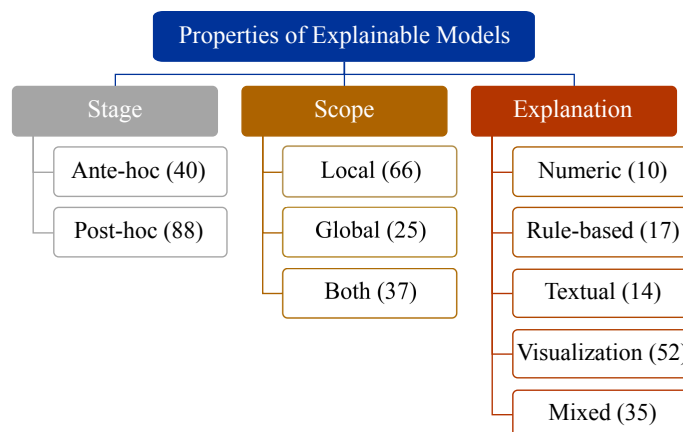 Properties of Explainable Models
Stage
Ante-hoc (40)
Post-hoc (88)
Scope
Local (66)
Global (25)
Both (37)
Explanation
Numeric (10)
Rule-based (17)
Textual (14)
Visualization (52)
Mixed (35)